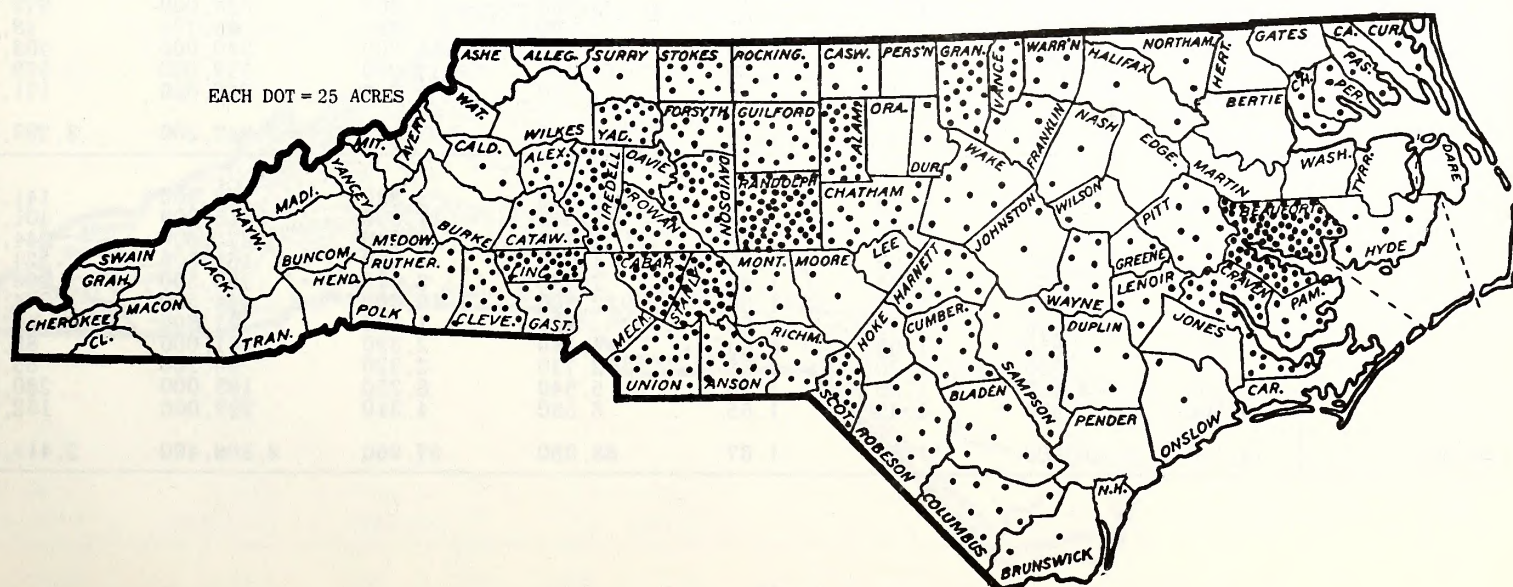 ASHE
ALLEG.
SURRY
STOKES
ROCKING.
CASW.
PERS'N
GRAN.
VANCE
WARR'N
HALIFAX
NORTHAM.
HERT.
GATES
CA.
CUR.
PAS.
PER.
CH.
EACH DOT = 25 ACRES
WAT.
WILKES
YAD.
FORSYTH
GUILFORD
ALAM.
ORA.
DUR.
FRANKLIN
NASH
BERTIE
AVERY
MIT.
CALD.
ALEX.
IREDELL
DAVIE
DAVIDSON
RANDOLPH
CHATHAM
WAKE
EDGE.
MARTIN
WASH.
TYRR.
DARE
YANCEY
MADI.
BURKE
CATAW.
ROWAN
JOHNSTON
WILSON
PITT
BEAUFORT
HYDE
HAYW.
BUNCOM.
McDOW.
SWAIN
GRAH.
JACK.
RUTHER.
LINC.
CABAR.
STANLY
MONT.
MOORE
LEE
HARNETT
GREENE
LENOIR
CRAVEN
PAM.
CHEROKEE
MACON
HEND.
CL.
TRAN.
POLK
CLEVE.
GAST.
MECK.
RICHM.
HOKE
CUMBER.
WAYNE
DUPLIN
JONES
UNION
ANSON
SCOT.
SAMPSON
CAR.
BLADEN
PENDER
ONSLOW
ROBESON
COLUMBUS
N.H.
BRUNSWICK